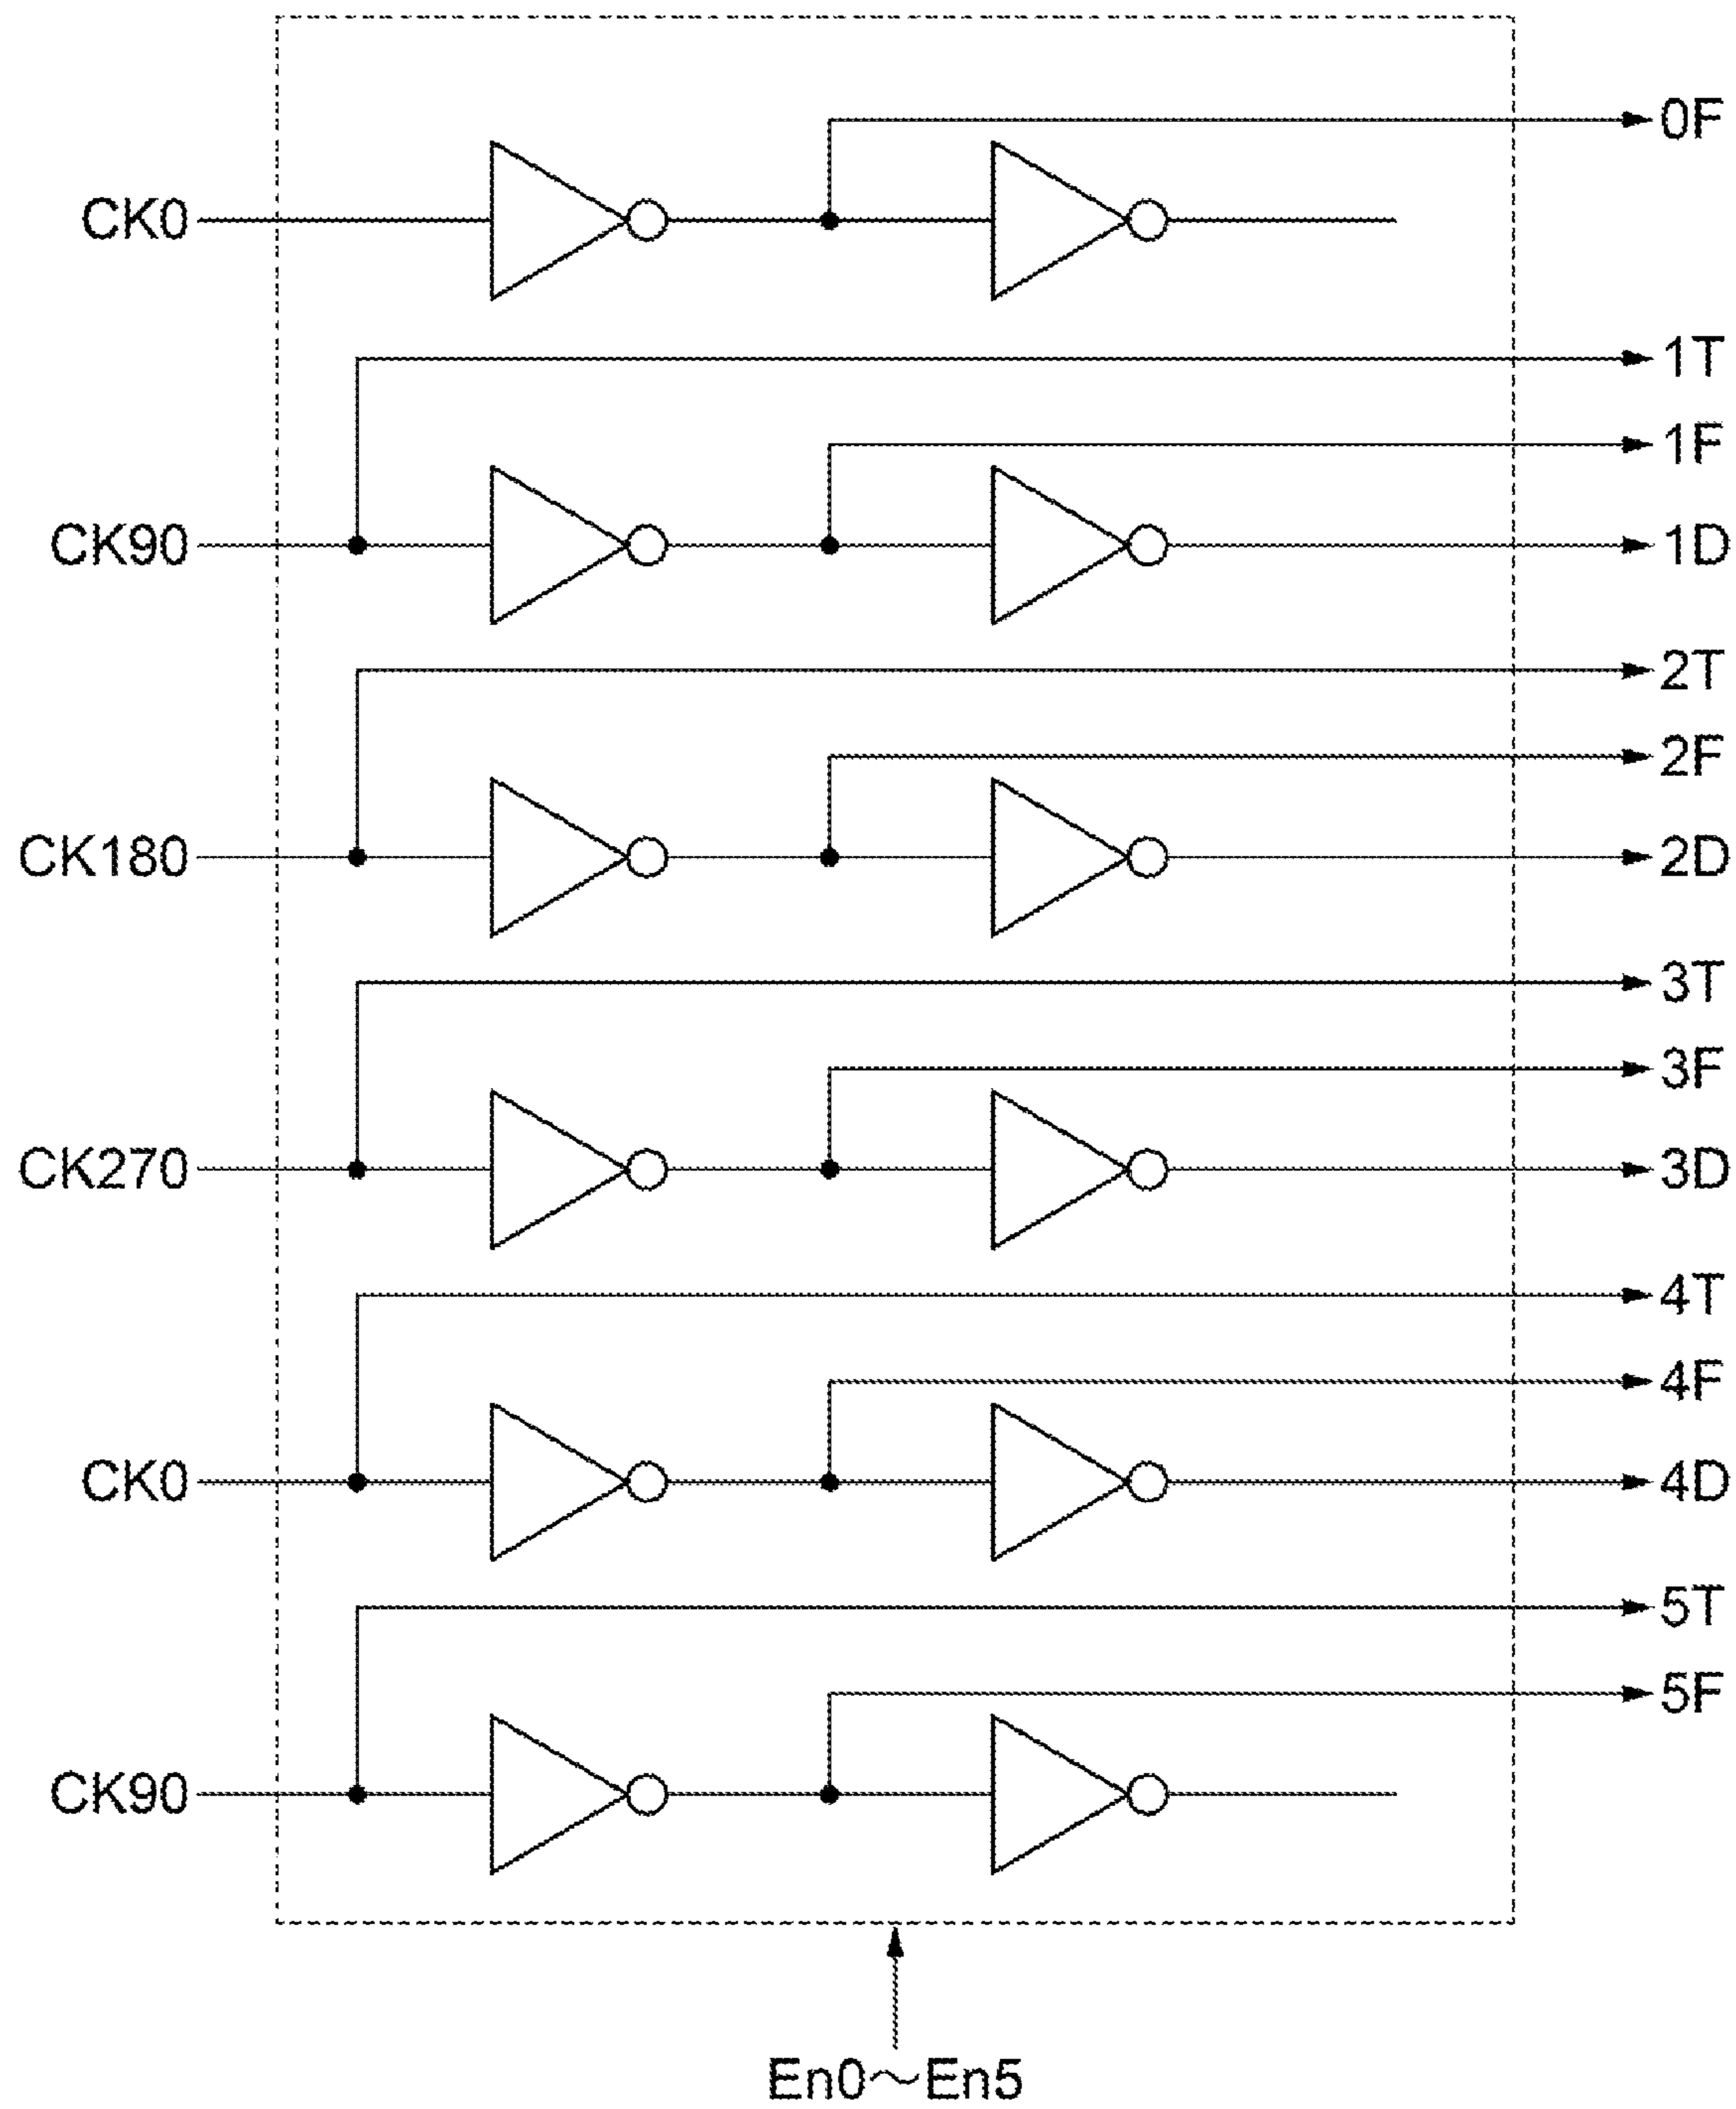 0F
CK0
1T
1F
CK90 1D
2T
2F
CK180 2D
3T
3F
CK270 3D
4T
4F
CK0 4D
5T
5F
CK90
En0～En5